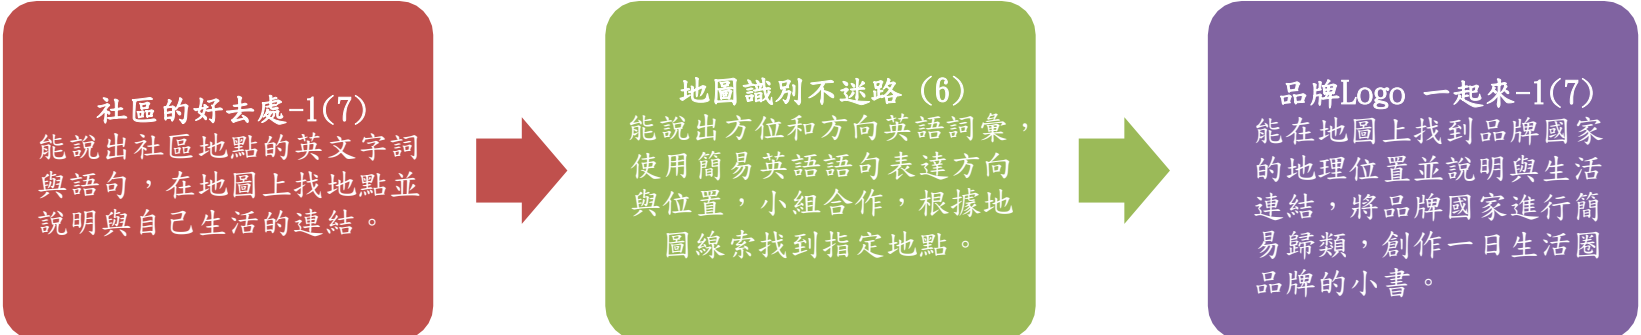 社區的好去處-1(7)
能說出社區地點的英文字詞
與語句，在地圖上找地點並
說明與自己生活的連結。
地圖識別不迷路 (6)
能說出方位和方向英語詞彙，
使用簡易英語語句表達方向
與位置，小組合作，根據地
圖線索找到指定地點。
品牌Logo 一起來-1(7)
能在地圖上找到品牌國家
的地理位置並說明與生活
連結，將品牌國家進行簡
易歸類，創作一日生活圈
品牌的小書。